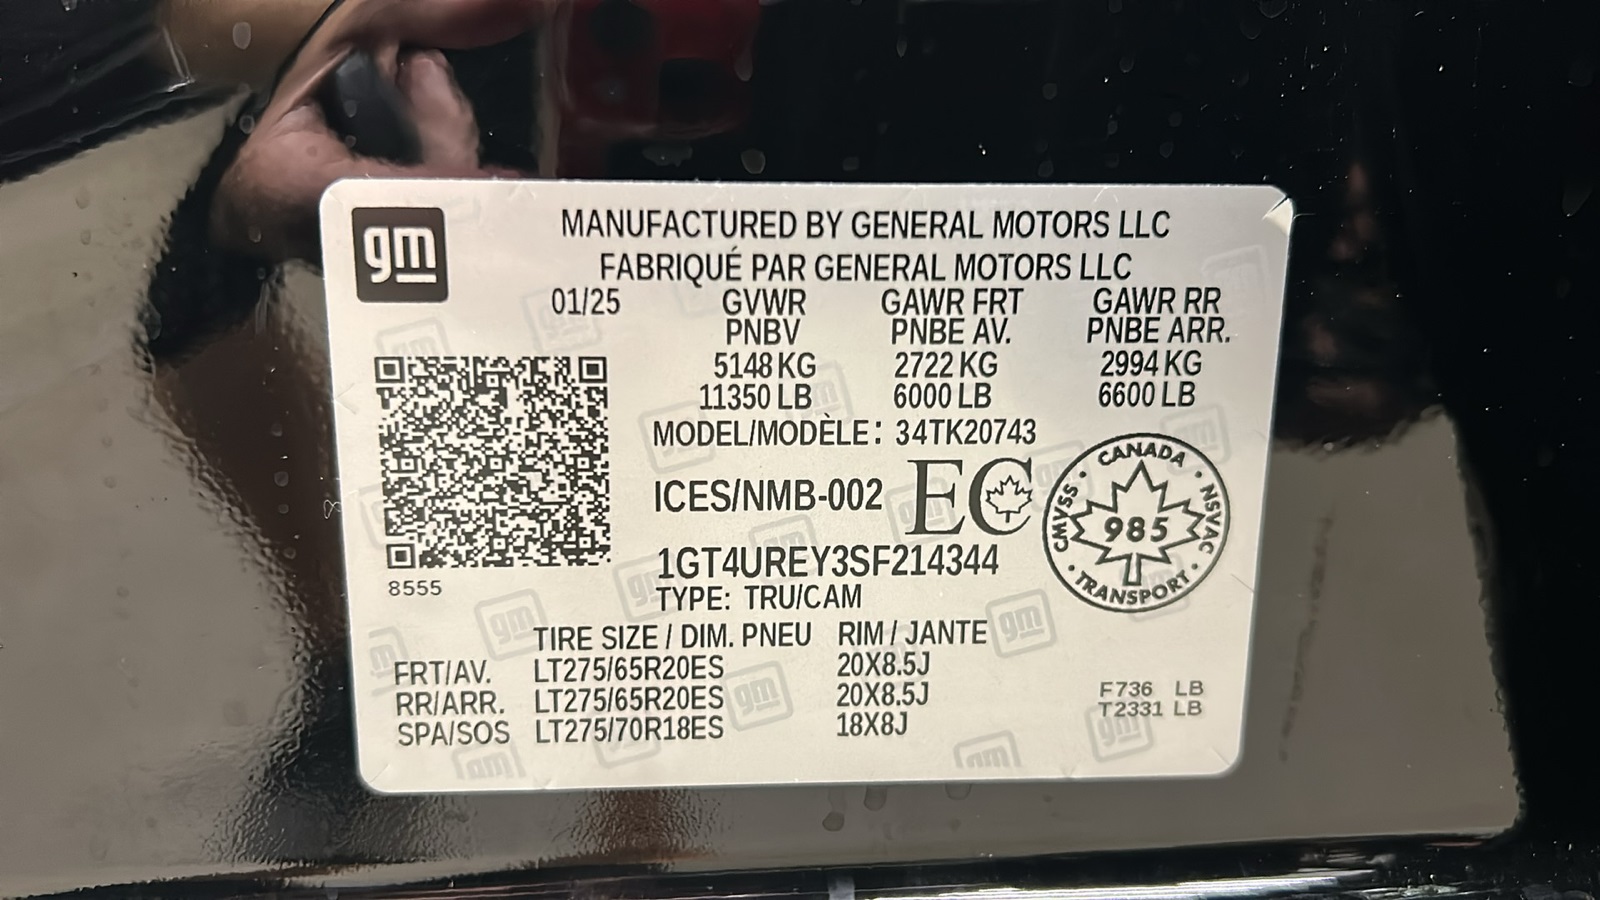 gm
MANUFACTURED BY GENERAL MOTORS LLC
FABRIQUÉ PAR GENERAL MOTORS LLC
01/25 GVWR GAWR FRT GAWR RR
PNBV PNBE AV. PNBE ARR.
5148 KG 2722 KG 2994 KG
11350 LB 6000 LB 6600 LB
MODEL/MODÈLE: 34TK20743
ICES/NMB-002 EC
CANADA · NSVAC · TRANSPORT · CMVSS ·
985
1GT4UREY3SF214344
8555
TYPE: TRU/CAM
TIRE SIZE / DIM. PNEU RIM / JANTE
FRT/AV. LT275/65R20ES 20X8.5J
RR/ARR. LT275/65R20ES 20X8.5J
SPA/SOS LT275/70R18ES 18X8J
F736 LB
T2331 LB